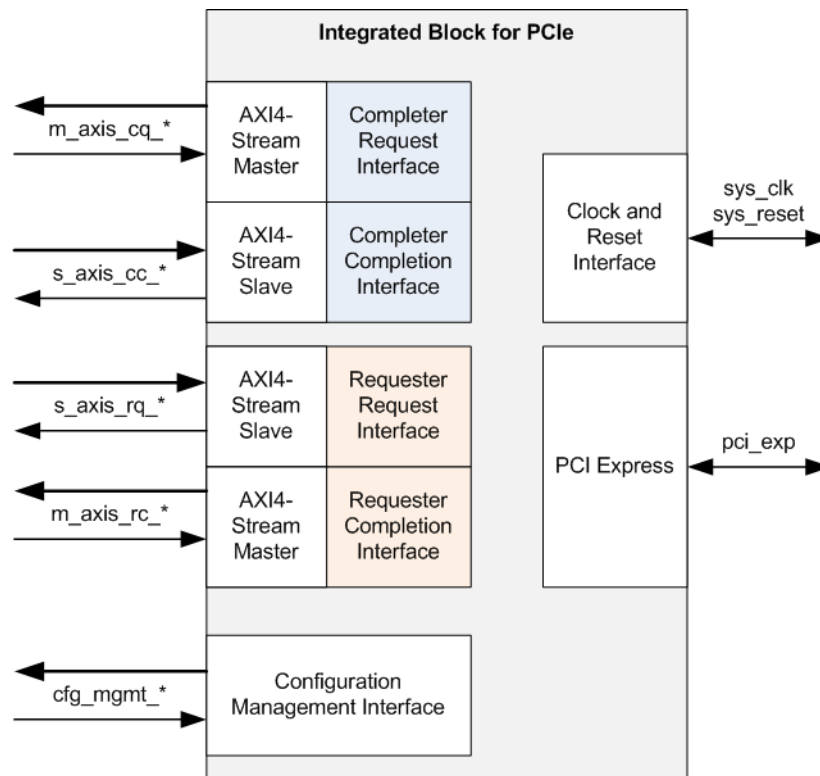 Integrated Block for PCIe
m_axis_cq_*
AXI4-
Stream
Master
Completer
Request
Interface
s_axis_cc_*
AXI4-
Stream
Slave
Completer
Completion
Interface
s_axis_rq_*
AXI4-
Stream
Slave
Requester
Request
Interface
m_axis_rc_*
AXI4-
Stream
Master
Requester
Completion
Interface
cfg_mgmt_*
Configuration
Management Interface
Clock and
Reset
Interface
sys_clk
sys_reset
PCI Express
pci_exp